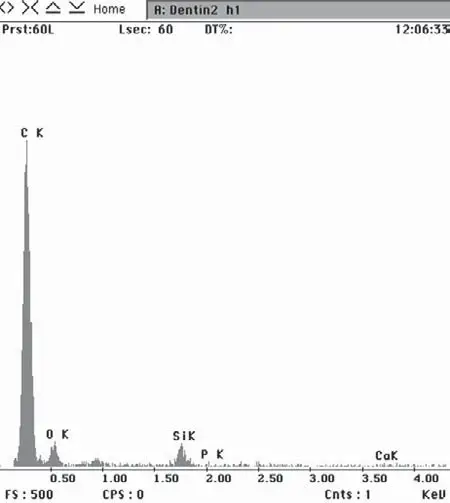 Home A: Dentin2 h1
Prst:60L Lsec: 60 DT%: 12:06:33
C K
O K
SiK
P K
CaK
0.50 1.00 1.50 2.00 2.50 3.00 3.50 4.00
FS:500 CPS:0 Cnts:1 KeV